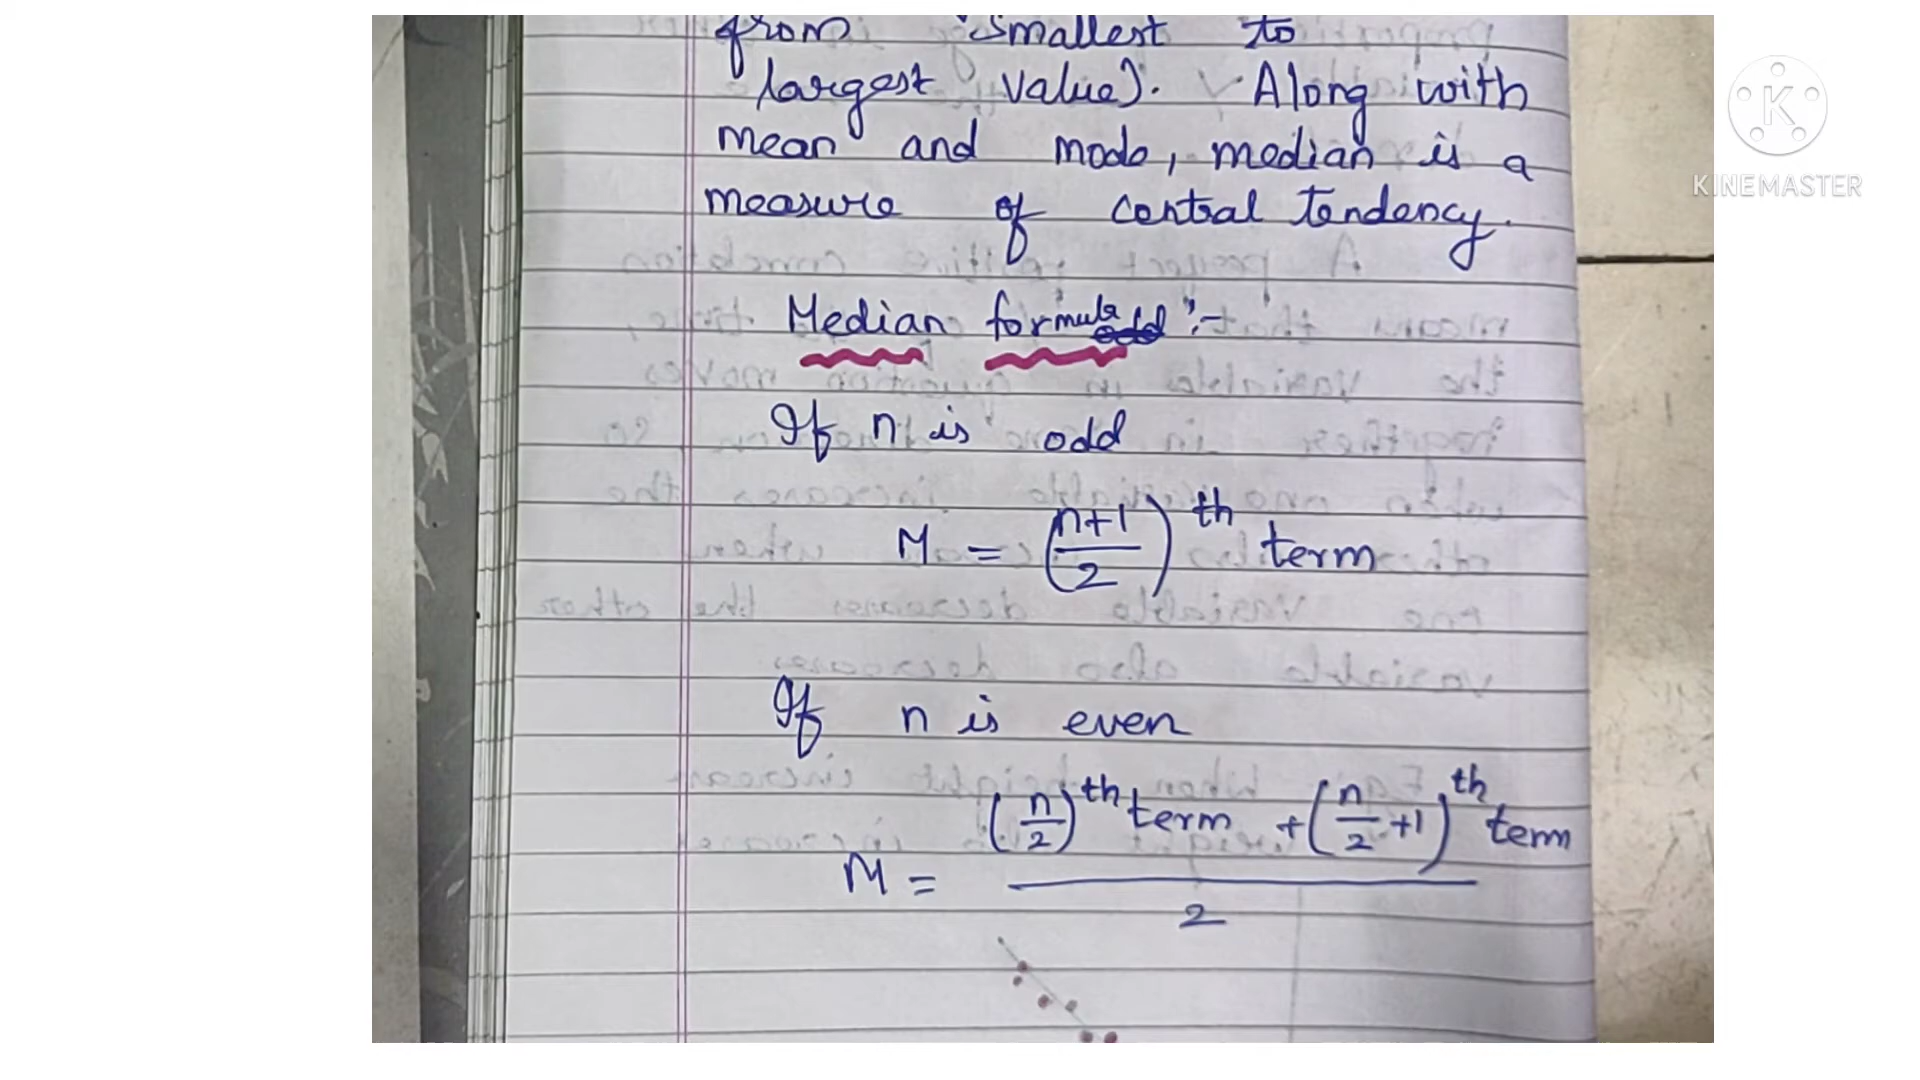 from smallest to
largest value). Along with
mean and mode, median is a
measure of central tendency.
Median formula :-
If n is odd
M = (n+1/2)th term
If n is even
M = (n/2)th term + (n/2 +1)th term / 2
KINEMASTER